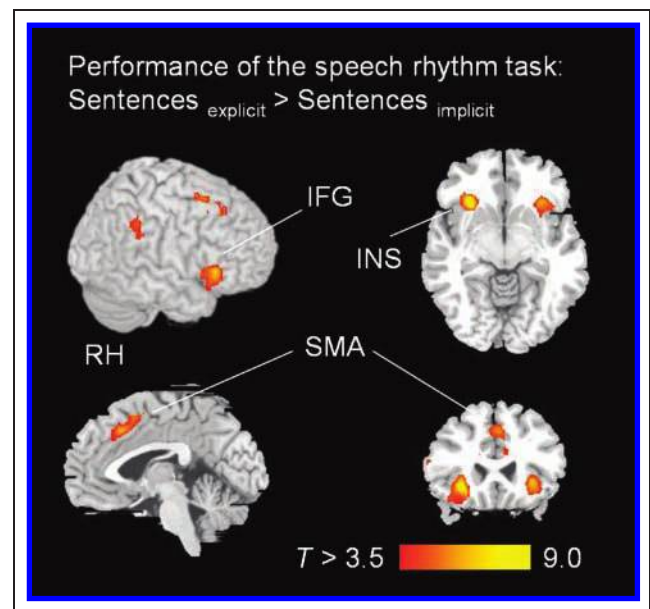 Performance of the speech rhythm task:
Sentences explicit > Sentences implicit
IFG
INS
RH
SMA
T > 3.5
9.0